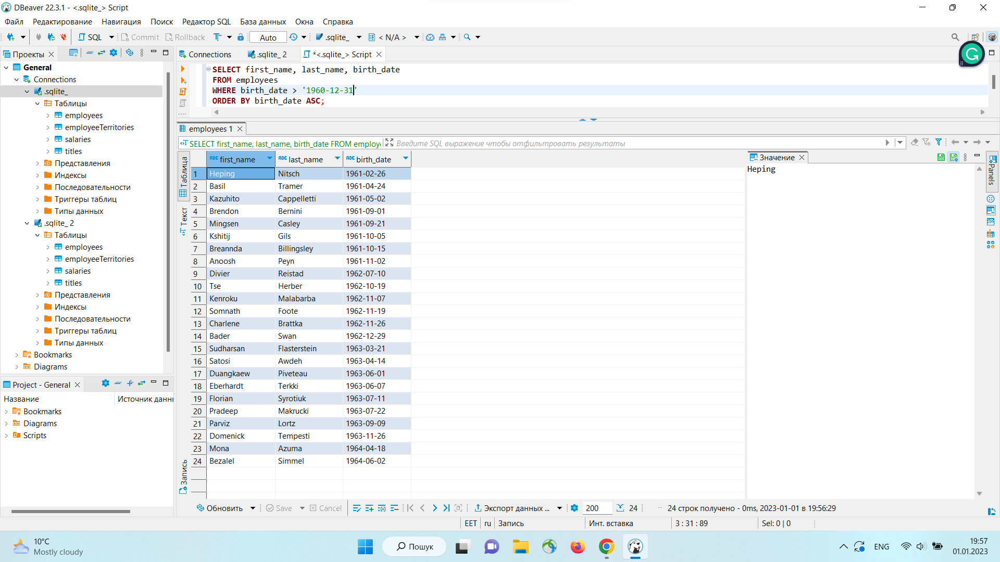 DBeaver 22.3.1 - <.sqlite_> Script
Файл Редактирование Навигация Поиск Редактор SQL База данных Окна Справка
SQL Commit Rollback Auto .sqlite_ < N/A >
Проекты
General
Connections
.sqlite_
Таблицы
employees
employeeTerritories
salaries
titles
Представления
Индексы
Последовательности
Триггеры таблиц
Типы данных
.sqlite_ 2
Таблицы
employees
employeeTerritories
salaries
titles
Представления
Индексы
Последовательности
Триггеры таблиц
Типы данных
Bookmarks
Diagrams
Project - General
Название Источник данн
Bookmarks
Diagrams
Scripts
Connections .sqlite_ 2 *<.sqlite_> Script
SELECT first_name, last_name, birth_date
FROM employees
WHERE birth_date > '1960-12-31'
ORDER BY birth_date ASC;
employees 1
SELECT first_name, last_name, birth_date FROM employe Введите SQL выражение чтобы отфильтровать результаты
Таблица
Текст
Запись
ABC first_name ABC last_name ABC birth_date
1 Heping Nitsch 1961-02-26
2 Basil Tramer 1961-04-24
3 Kazuhito Cappelletti 1961-05-02
4 Brendon Bernini 1961-09-01
5 Mingsen Casley 1961-09-21
6 Kshitij Gils 1961-10-05
7 Breannda Billingsley 1961-10-15
8 Anoosh Peyn 1961-11-02
9 Divier Reistad 1962-07-10
10 Tse Herber 1962-10-19
11 Kenroku Malabarba 1962-11-07
12 Somnath Foote 1962-11-19
13 Charlene Brattka 1962-11-26
14 Bader Swan 1962-12-29
15 Sudharsan Flasterstein 1963-03-21
16 Satosi Awdeh 1963-04-14
17 Duangkaew Piveteau 1963-06-01
18 Eberhardt Terkki 1963-06-07
19 Florian Syrotiuk 1963-07-11
20 Pradeep Makrucki 1963-07-22
21 Parviz Lortz 1963-09-09
22 Domenick Tempesti 1963-11-26
23 Mona Azuma 1964-04-18
24 Bezalel Simmel 1964-06-02
Значение
Heping
Panels
Обновить Save Cancel Экспорт данных ... 200 24 24 строк получено - 0ms, 2023-01-01 в 19:56:29
EET ru Запись Инт. вставка 3 : 31 : 89 Sel: 0 | 0
10°C
Mostly cloudy
Пошук
ENG
19:57
01.01.2023